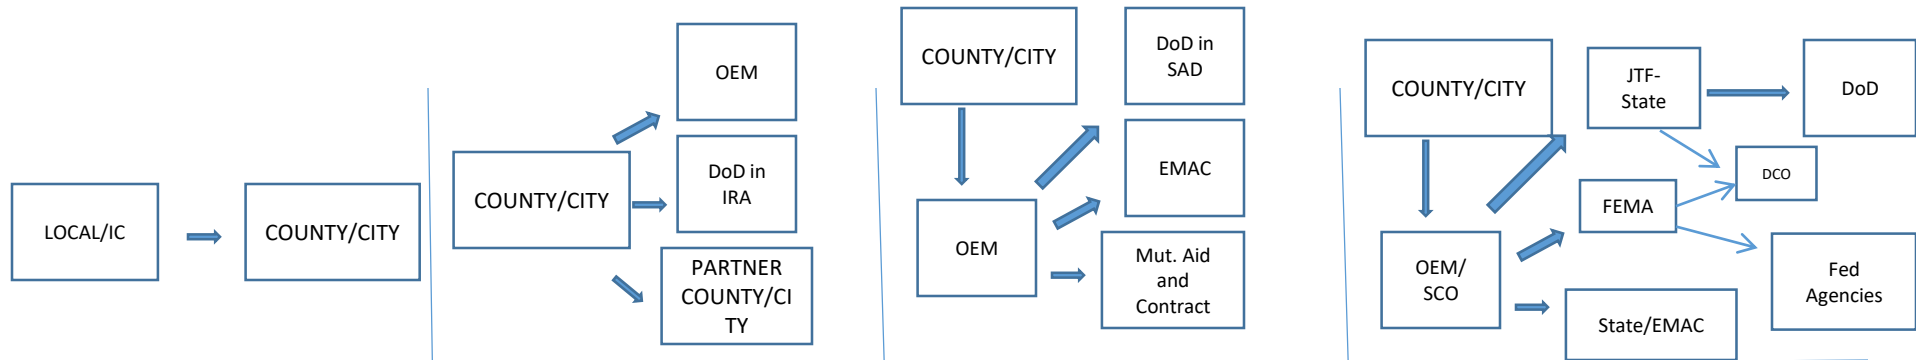 LOCAL/IC
COUNTY/CITY
OEM
COUNTY/CITY
DoD in
IRA
PARTNER
COUNTY/CI
TY
COUNTY/CITY
OEM
DoD in
SAD
EMAC
Mut. Aid
and
Contract
COUNTY/CITY
OEM/
SCO
JTF-
State
DoD
DCO
FEMA
Fed
Agencies
State/EMAC